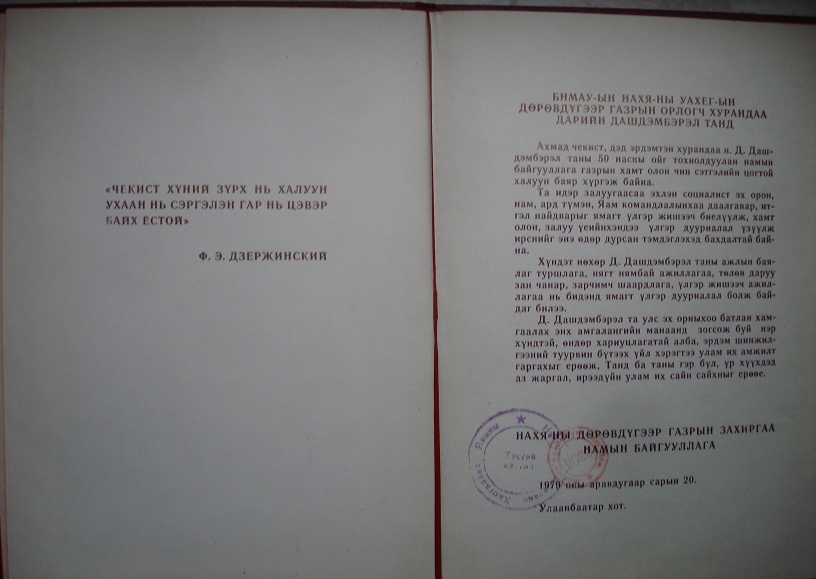 «ЧЕКИСТ ХҮНИЙ ЗҮРХ НЬ ХАЛУУН
УХААН НЬ СЭРГЭЛЭН ГАР НЬ ЦЭВЭР
БАЙХ ЁСТОЙ»
Ф. Э. ДЗЕРЖИНСКИЙ
БНМАУ-ЫН НАХЯ-НЫ УАХЕГ-ЫН
ДӨРӨВДҮГЭЭР ГАЗРЫН ОРЛОГЧ ХУРАНДАА
ДАРИЙН ДАШДЭМБЭРЭЛ ТАНД
Ахмад чекист, дэд эрдэмтэн хурандаа н. Д. Даш-
дэмбэрэл таны 50 насны ойг тохиолдуулан намын
байгууллага газрын хамт олон чин сэтгэлийн цогтой
халуун баяр хүргэж байна.
Та идэр залуугаасаа эхлэн социалист эх орон,
нам, ард түмэн, Яам командлалынхаа даалгавар, ит-
гэл найдварыг ямагт үлгэр жишээч биелүүлж, хамт
олон, залуу үеийнхэндээ үлгэр дууриалал үзүүлж
ирснийг энэ өдөр дурсан тэмдэглэхэд бахдалтай бай-
на.
Хүндэт нөхөр Д. Дашдэмбэрэл таны ажлын бая-
лаг туршлага, нягт нямбай ажиллагаа, төлөв даруу
зан чанар, зарчимч шаардлага, үлгэр жишээч ажил-
лагаа нь бидэнд ямагт үлгэр дууриалал болж бай-
даг билээ.
Д. Дашдэмбэрэл та улс эх орныхоо батлан хам-
гаалах энх амгалангийн манаанд зогсож буй нэр
хүндтэй, өндөр хариуцлагатай алба, эрдэм шинжил-
гээний туурвин бүтээх үйл хэрэгтээ улам их амжилт
гаргахыг ерөөж, Танд ба таны гэр бүл, үр хүүхдэд
аз жаргал, ирээдүйн улам их сайн сайхныг ерөөе.
НАХЯ-НЫ ДӨРӨВДҮГЭЭР ГАЗРЫН ЗАХИРГАА
НАМЫН БАЙГУУЛЛАГА
1979 оны аравдугаар сарын 20.
Улаанбаатар хот.